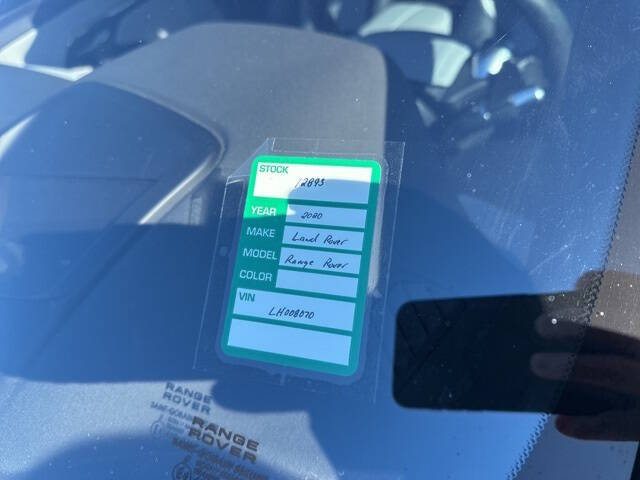 STOCK
12893
YEAR 2020
MAKE Land Rover
MODEL Range Rover
COLOR
VIN
LH008070
RANGE
ROVER
RANGE
ROVER